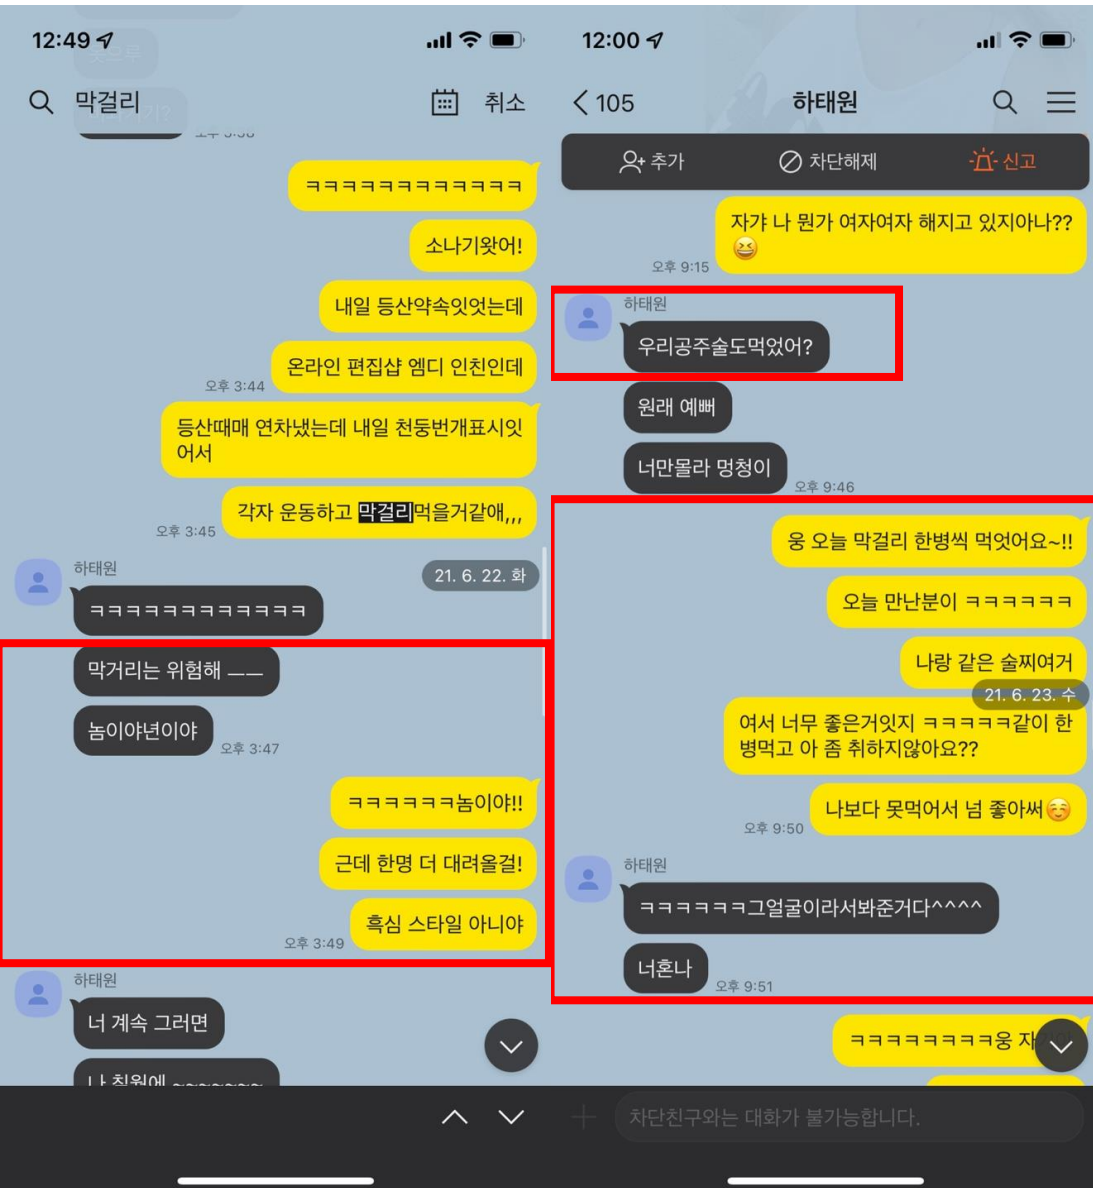 12:49
막걸리
취소
ㅋㅋㅋㅋㅋㅋㅋㅋㅋㅋㅋㅋ
소나기왓어!
내일 등산약속잇엇는데
온라인 편집샵 엠디 인친인데
오후 3:44
등산때매 연차냈는데 내일 천둥번개표시잇
어서
각자 운동하고 막걸리먹을거같애,,,
오후 3:45
하태원
21. 6. 22. 화
ㅋㅋㅋㅋㅋㅋㅋㅋㅋㅋㅋㅋ
막거리는 위험해 ㅡㅡ
놈이야년이야
오후 3:47
ㅋㅋㅋㅋㅋㅋ놈이야!!
근데 한명 더 대려올걸!
흑심 스타일 아니야
오후 3:49
하태원
너 계속 그러면
12:00
105
하태원
추가
차단해제
신고
자갸 나 뭔가 여자여자 해지고 있지아나??
😆
오후 9:15
하태원
우리공주술도먹었어?
원래 예뻐
너만몰라 멍청이
오후 9:46
웅 오늘 막걸리 한병씩 먹엇어요~!!
오늘 만난분이 ㅋㅋㅋㅋㅋㅋ
나랑 같은 술찌여거
21. 6. 23. 수
여서 너무 좋은거잇지 ㅋㅋㅋㅋㅋ같이 한
병먹고 아 좀 취하지않아요??
나보다 못먹어서 넘 좋아써☺️
오후 9:50
하태원
ㅋㅋㅋㅋㅋㅋ그얼굴이라서봐준거다^^^^
너혼나
오후 9:51
ㅋㅋㅋㅋㅋㅋㅋㅋ웅
차단친구와는 대화가 불가능합니다.